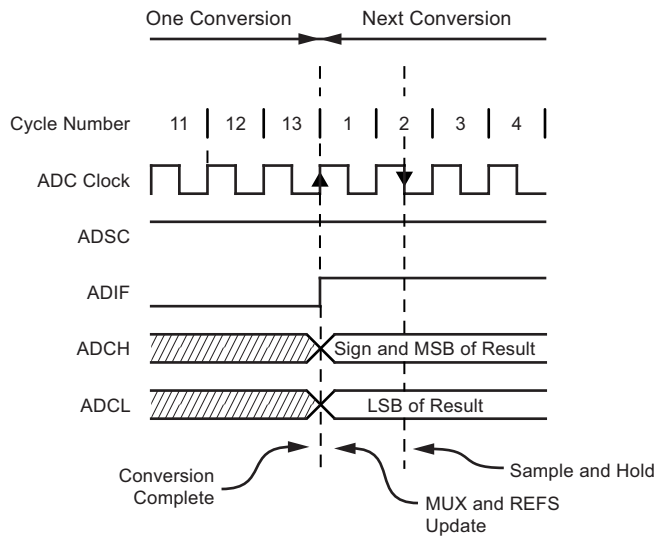 One Conversion Next Conversion
Cycle Number 11 12 13 1 2 3 4
ADC Clock
ADSC
ADIF
ADCH Sign and MSB of Result
ADCL LSB of Result
Conversion
Complete
MUX and REFS
Update
Sample and Hold